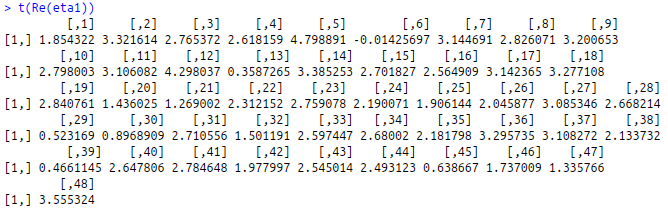 > t(Re(eta1))
         [,1]     [,2]     [,3]     [,4]     [,5]        [,6]     [,7]     [,8]     [,9]
[1,] 1.854322 3.321614 2.765372 2.618159 4.798891 -0.01425697 3.144691 2.826071 3.200653
        [,10]    [,11]    [,12]     [,13]    [,14]    [,15]    [,16]    [,17]    [,18]
[1,] 2.798003 3.106082 4.298037 0.3587265 3.385253 2.701827 2.564909 3.142365 3.277108
        [,19]    [,20]    [,21]    [,22]    [,23]    [,24]    [,25]    [,26]    [,27]    [,28]
[1,] 2.840761 1.436025 1.269002 2.312152 2.759078 2.190071 1.906144 2.045877 3.085346 2.668214
        [,29]     [,30]    [,31]    [,32]    [,33]   [,34]    [,35]    [,36]    [,37]    [,38]
[1,] 0.523169 0.8968909 2.710556 1.501191 2.597447 2.68002 2.181798 3.295735 3.108272 2.133732
         [,39]    [,40]    [,41]    [,42]    [,43]    [,44]    [,45]    [,46]    [,47]
[1,] 0.4661145 2.647806 2.784648 1.977997 2.545014 2.493123 0.638667 1.737009 1.335766
        [,48]
[1,] 3.555324